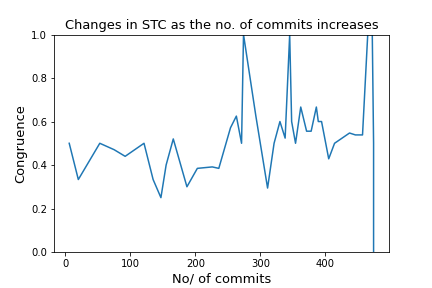 Changes in STC as the no. of commits increases
1.0
0.8
0.6
0.4
0.2
0.0
Congruence
0 100 200 300 400
No/ of commits